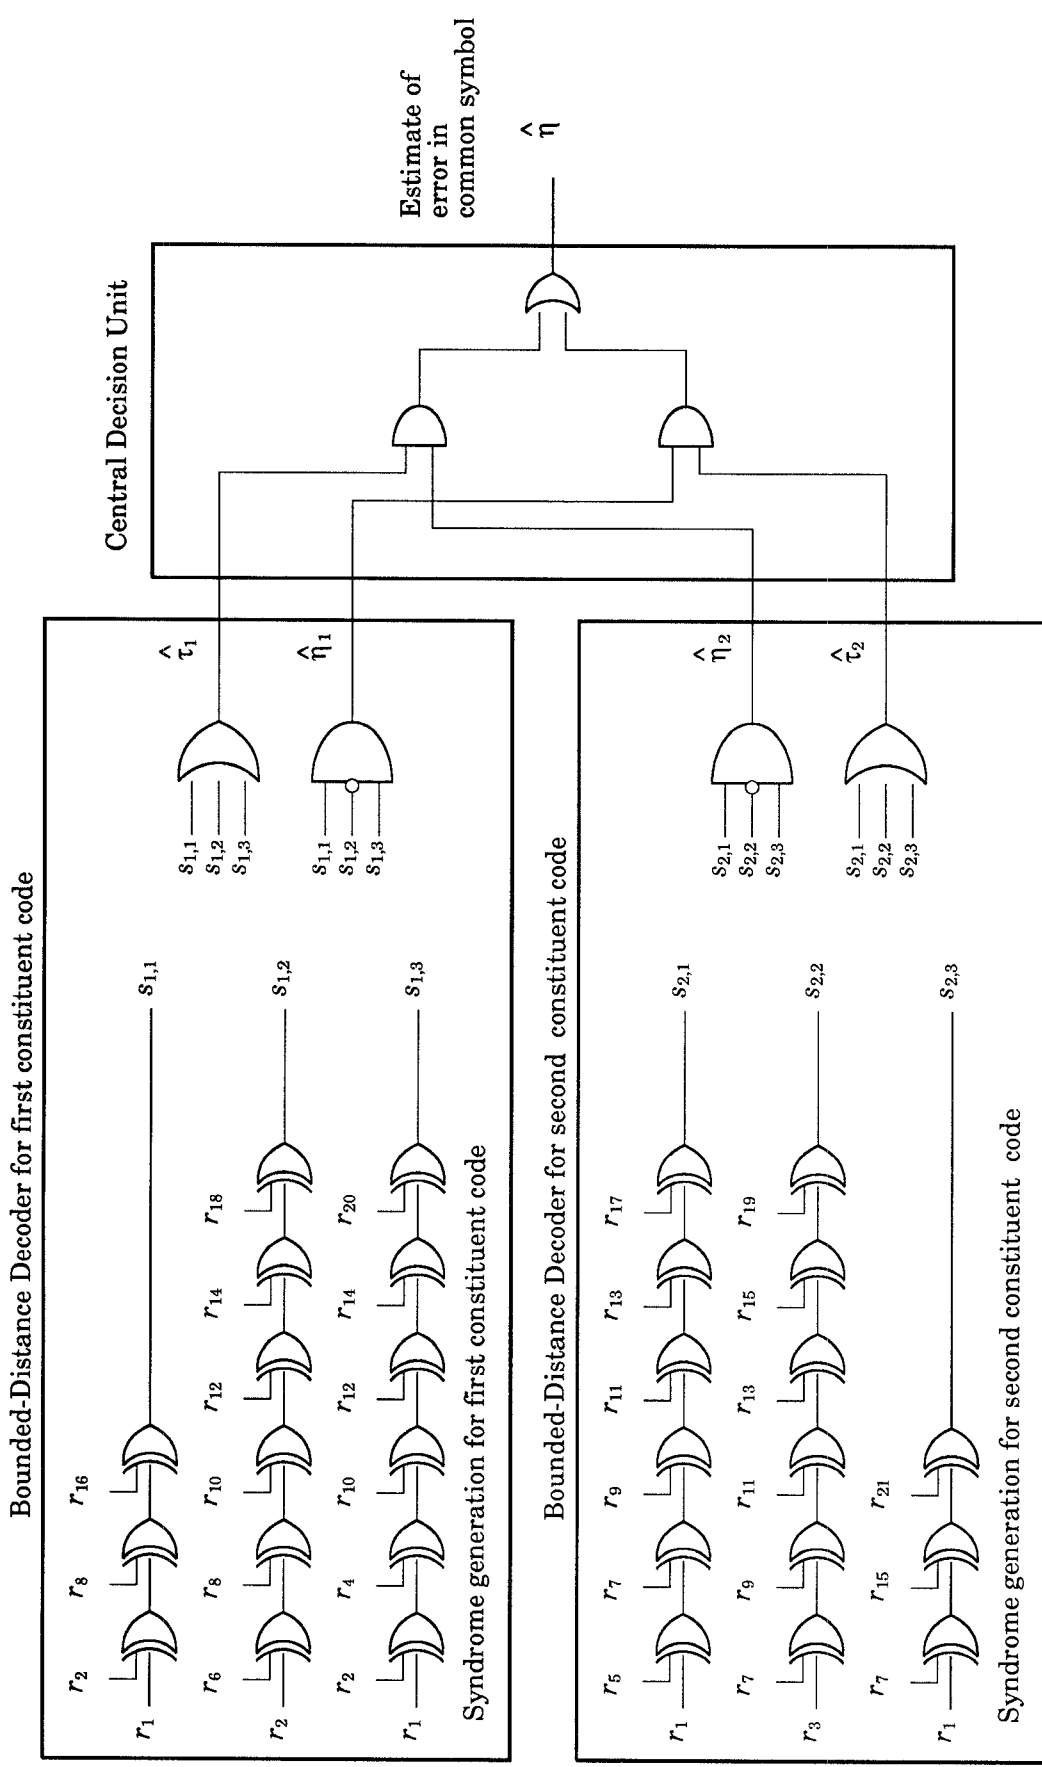 Bounded-Distance Decoder for first constituent code
r₂
r₈
r₁₆
r₁
s₁,₁
r₆
r₈
r₁₀
r₁₂
r₁₄
r₁₈
r₂
s₁,₂
r₂
r₄
r₁₀
r₁₂
r₁₄
r₂₀
r₁
s₁,₃
Syndrome generation for first constituent code
s₁,₁
s₁,₂
s₁,₃
τ̂₁
s₁,₁
s₁,₂
s₁,₃
η̂₁
Bounded-Distance Decoder for second constituent code
r₅
r₇
r₉
r₁₁
r₁₃
r₁₇
r₁
s₂,₁
r₇
r₉
r₁₁
r₁₃
r₁₅
r₁₉
r₃
s₂,₂
r₇
r₁₅
r₂₁
r₁
s₂,₃
Syndrome generation for second constituent code
s₂,₁
s₂,₂
s₂,₃
η̂₂
s₂,₁
s₂,₂
s₂,₃
τ̂₂
Central Decision Unit
Estimate of
error in
common symbol
η̂